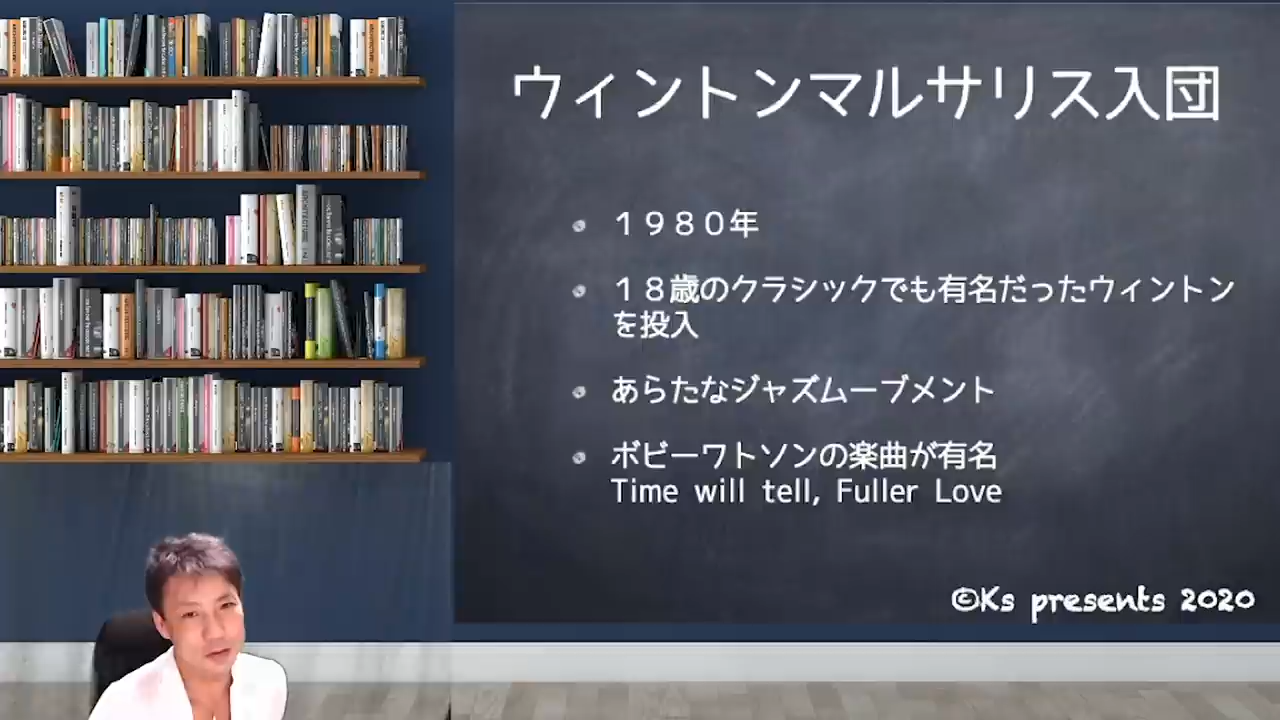 ウィントンマルサリス入団
１９８０年
１８歳のクラシックでも有名だったウィントン
を投入
あらたなジャズムーブメント
ボビーワトソンの楽曲が有名
Time will tell, Fuller Love
©Ks presents 2020